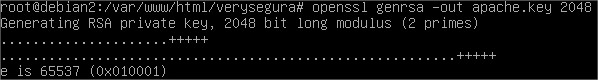 root@debian2:/var/www/html/verysegura# openssl genrsa -out apache.key 2048
Generating RSA private key, 2048 bit long modulus (2 primes)
......................+++++
.........................................................+++++
e is 65537 (0x010001)